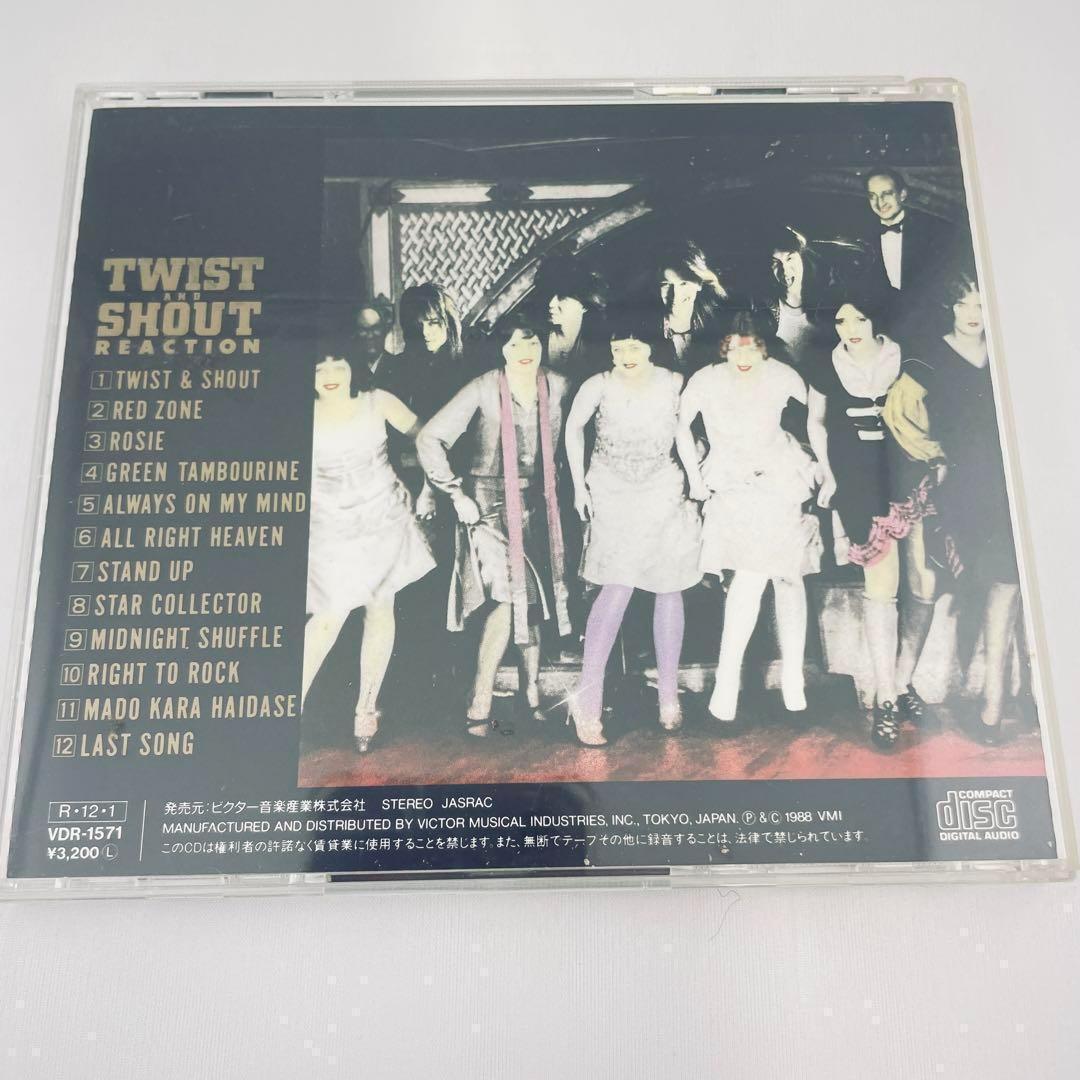 TWIST
AND
SHOUT
REACTION
1 TWIST & SHOUT
2 RED ZONE
3 ROSIE
4 GREEN TAMBOURINE
5 ALWAYS ON MY MIND
6 ALL RIGHT HEAVEN
7 STAND UP
8 STAR COLLECTOR
9 MIDNIGHT SHUFFLE
10 RIGHT TO ROCK
11 MADO KARA HAIDASE
12 LAST SONG
R・12・1
VDR-1571
¥3,200 Ⓛ
発売元:ビクター音楽産業株式会社 STEREO JASRAC
MANUFACTURED AND DISTRIBUTED BY VICTOR MUSICAL INDUSTRIES, INC., TOKYO, JAPAN. Ⓟ&Ⓒ 1988 VMI
このCDは権利者の許諾なく賃貸業に使用することを禁じます。また、無断でテープその他に録音することは、法律で禁じられています。
COMPACT
disc
DIGITAL AUDIO